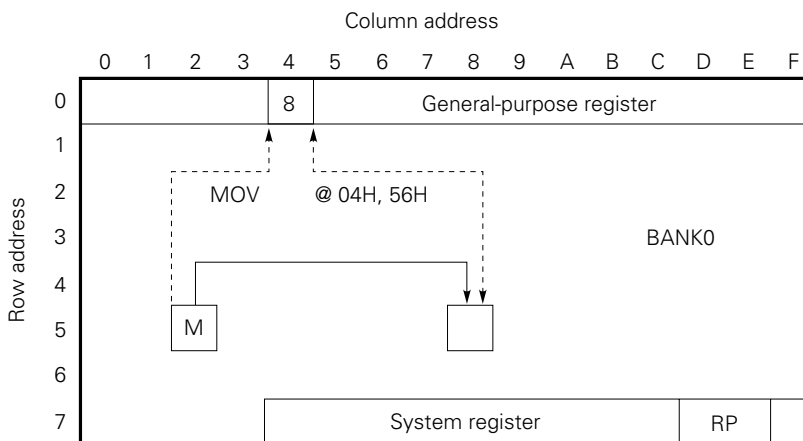 Column address
0 1 2 3 4 5 6 7 8 9 A B C D E F
0 8 General-purpose register
1
2 MOV @ 04H, 56H
3 BANK0
4
5 M
6
7 System register RP
Row address